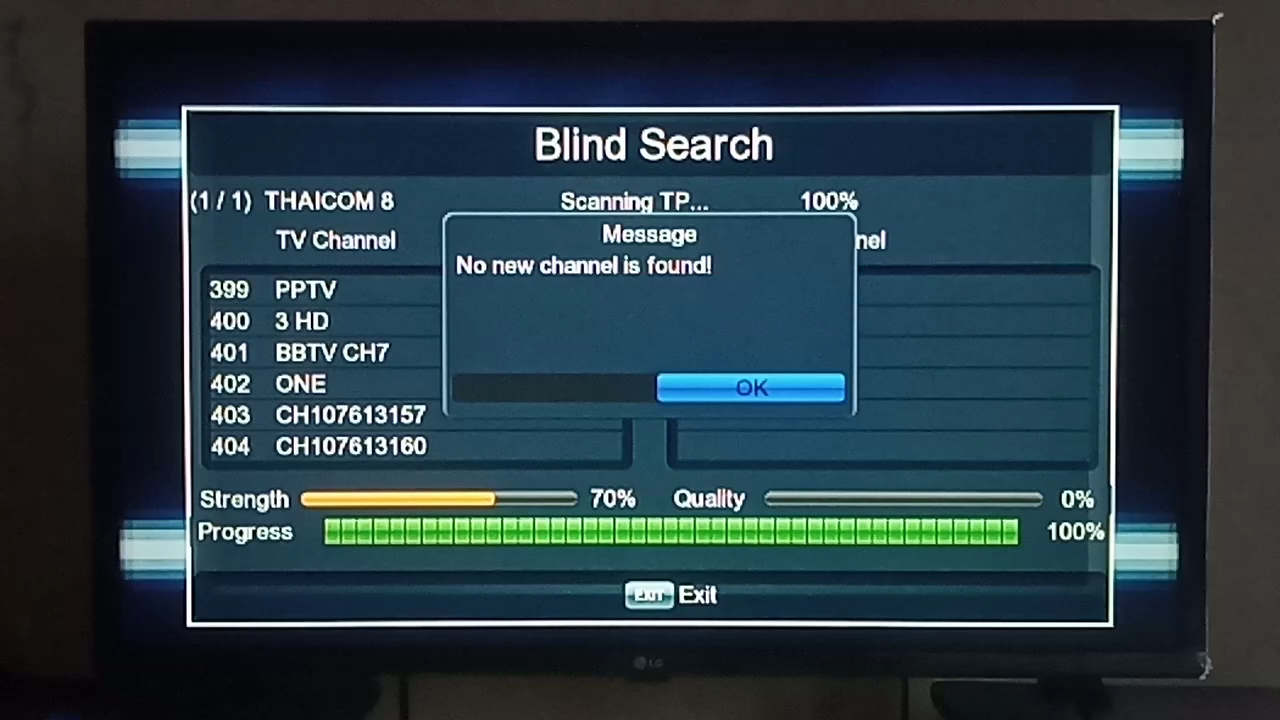 Blind Search
(1 / 1) THAICOM 8 Scanning TP... 100%
Message
TV Channel nel
No new channel is found!
399 PPTV
400 3 HD
401 BBTV CH7
402 ONE
OK
403 CH107613157
404 CH107613160
Strength 70% Quality 0%
Progress 100%
EXIT Exit
LG